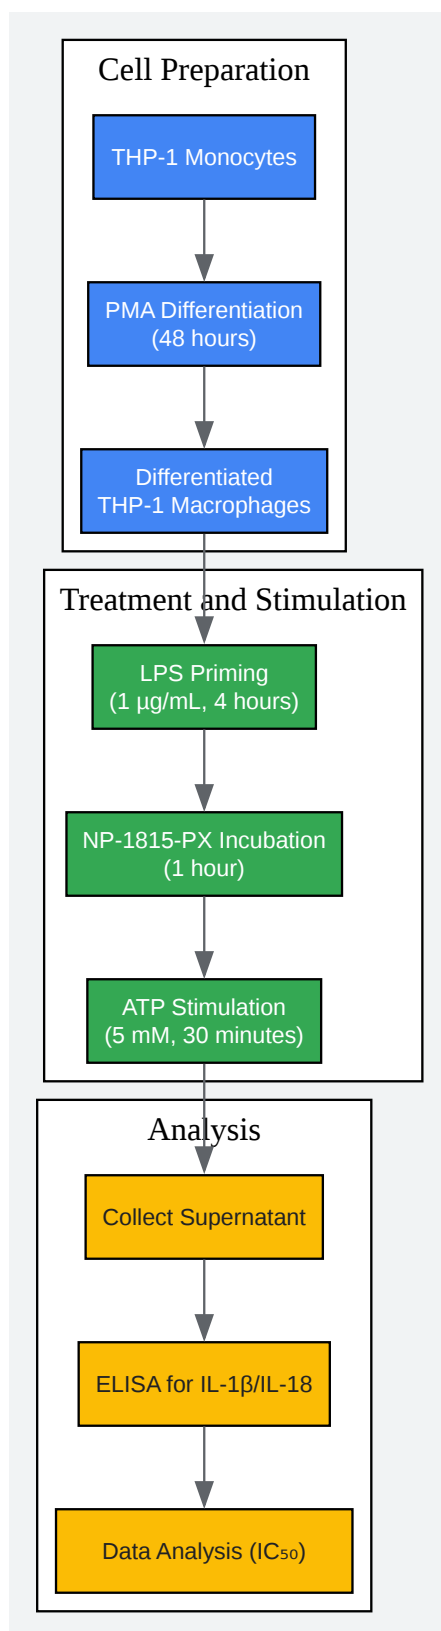 Cell Preparation
THP-1 Monocytes
PMA Differentiation
(48 hours)
Differentiated
THP-1 Macrophages
Treatment and Stimulation
LPS Priming
(1 µg/mL, 4 hours)
NP-1815-PX Incubation
(1 hour)
ATP Stimulation
(5 mM, 30 minutes)
Analysis
Collect Supernatant
ELISA for IL-1β/IL-18
Data Analysis (IC₅₀)